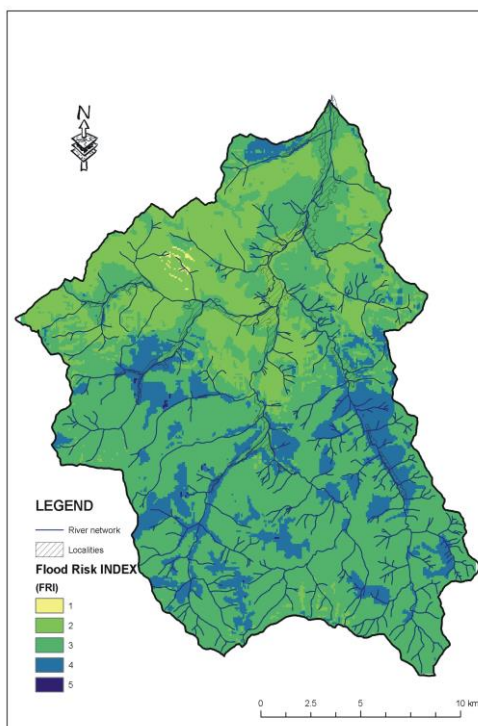 N
LEGEND
River network
Localities
Flood Risk INDEX
(FRI)
1
2
3
4
5
0 2.5 5 10 km